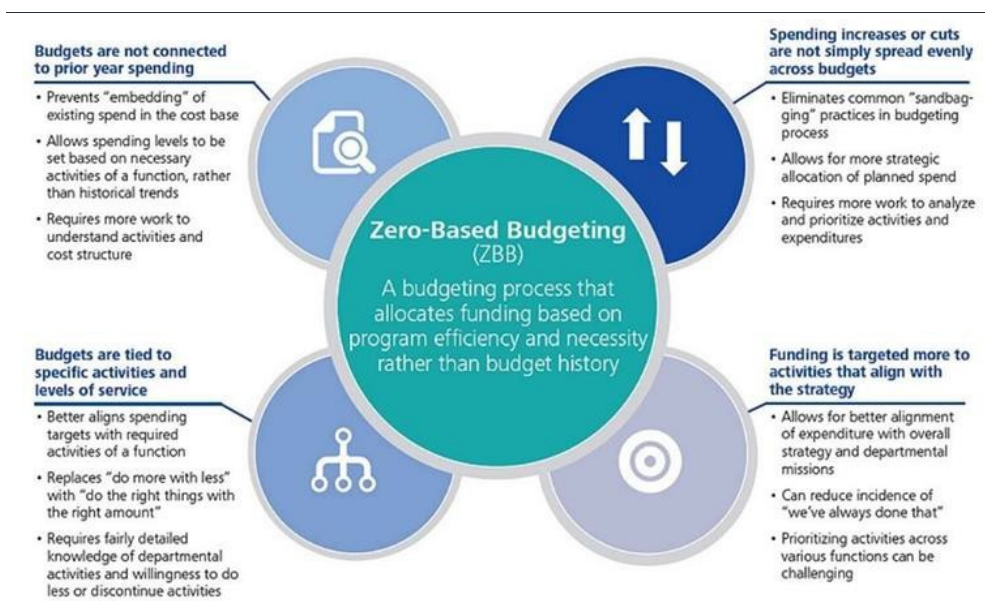 Budgets are not connected
to prior year spending
• Prevents “embedding” of
existing spend in the cost base
• Allows spending levels to be
set based on necessary
activities of a function, rather
than historical trends
• Requires more work to
understand activities and
cost structure
Spending increases or cuts
are not simply spread evenly
across budgets
• Eliminates common “sandbag-
ging” practices in budgeting
process
• Allows for more strategic
allocation of planned spend
• Requires more work to analyze
and prioritize activities and
expenditures
Zero-Based Budgeting
(ZBB)
A budgeting process that
allocates funding based on
program efficiency and necessity
rather than budget history
Budgets are tied to
specific activities and
levels of service
• Better aligns spending
targets with required
activities of a function
• Replaces “do more with less”
with “do the right things with
the right amount”
• Requires fairly detailed
knowledge of departmental
activities and willingness to do
less or discontinue activities
Funding is targeted more to
activities that align with
the strategy
• Allows for better alignment
of expenditure with overall
strategy and departmental
missions
• Can reduce incidence of
“we’ve always done that”
• Prioritizing activities across
various functions can be
challenging